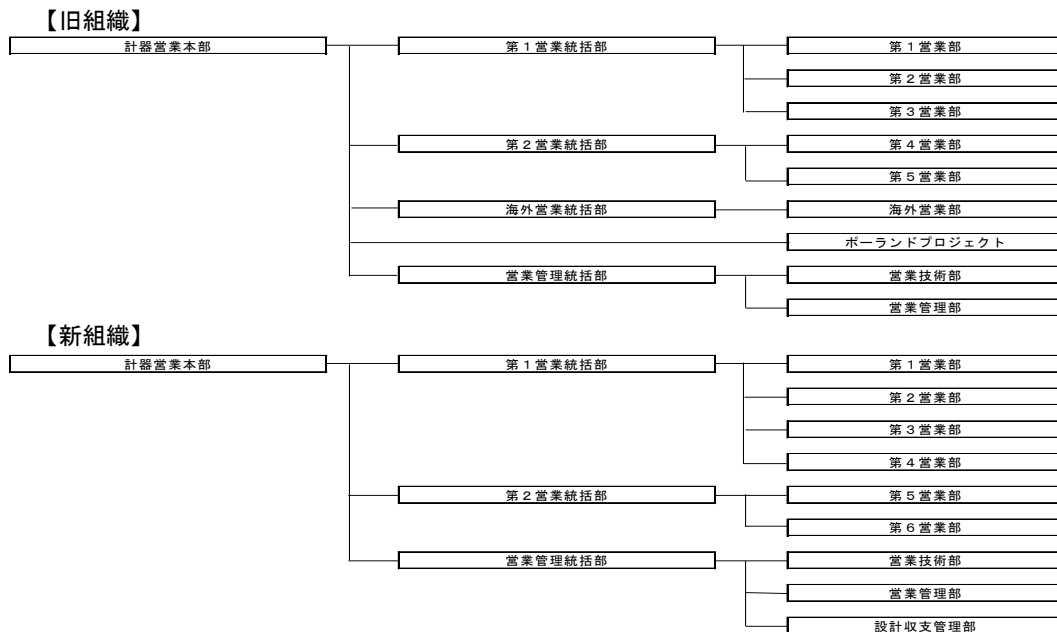 【旧組織】
計器営業本部 第1営業統括部 第1営業部
第2営業部
第3営業部
第2営業統括部 第4営業部
第5営業部
海外営業統括部 海外営業部
ポーランドプロジェクト
営業管理統括部 営業技術部
営業管理部
【新組織】
計器営業本部 第1営業統括部 第1営業部
第2営業部
第3営業部
第4営業部
第2営業統括部 第5営業部
第6営業部
営業管理統括部 営業技術部
営業管理部
設計収支管理部